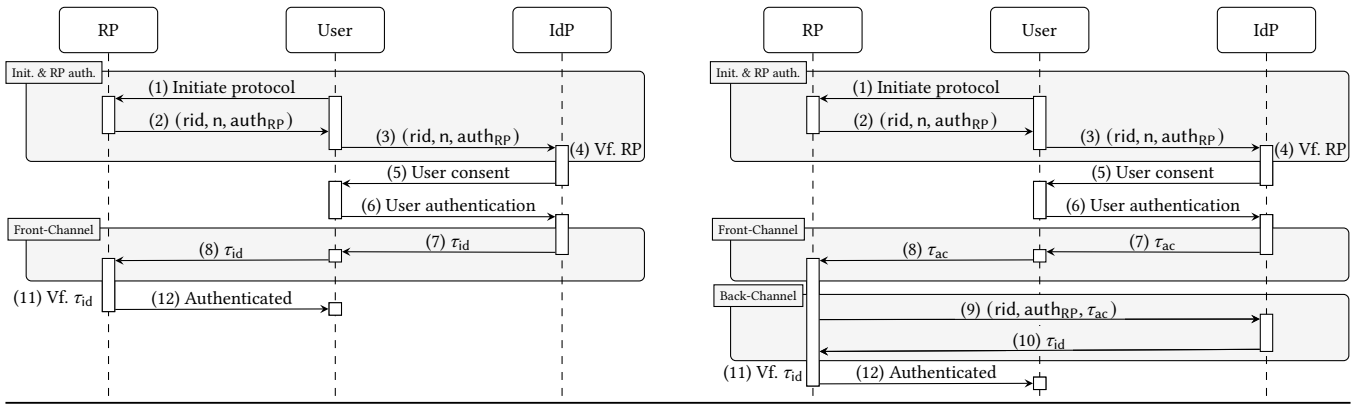 RP
User
IdP
Init. & RP auth.
(1) Initiate protocol
(2) (rid, n, auth_RP)
(3) (rid, n, auth_RP)
(4) Vf. RP
(5) User consent
(6) User authentication
Front-Channel
(7) τ_id
(8) τ_id
(11) Vf. τ_id
(12) Authenticated
RP
User
IdP
Init. & RP auth.
(1) Initiate protocol
(2) (rid, n, auth_RP)
(3) (rid, n, auth_RP)
(4) Vf. RP
(5) User consent
(6) User authentication
Front-Channel
(7) τ_ac
(8) τ_ac
Back-Channel
(9) (rid, auth_RP, τ_ac)
(10) τ_id
(11) Vf. τ_id
(12) Authenticated